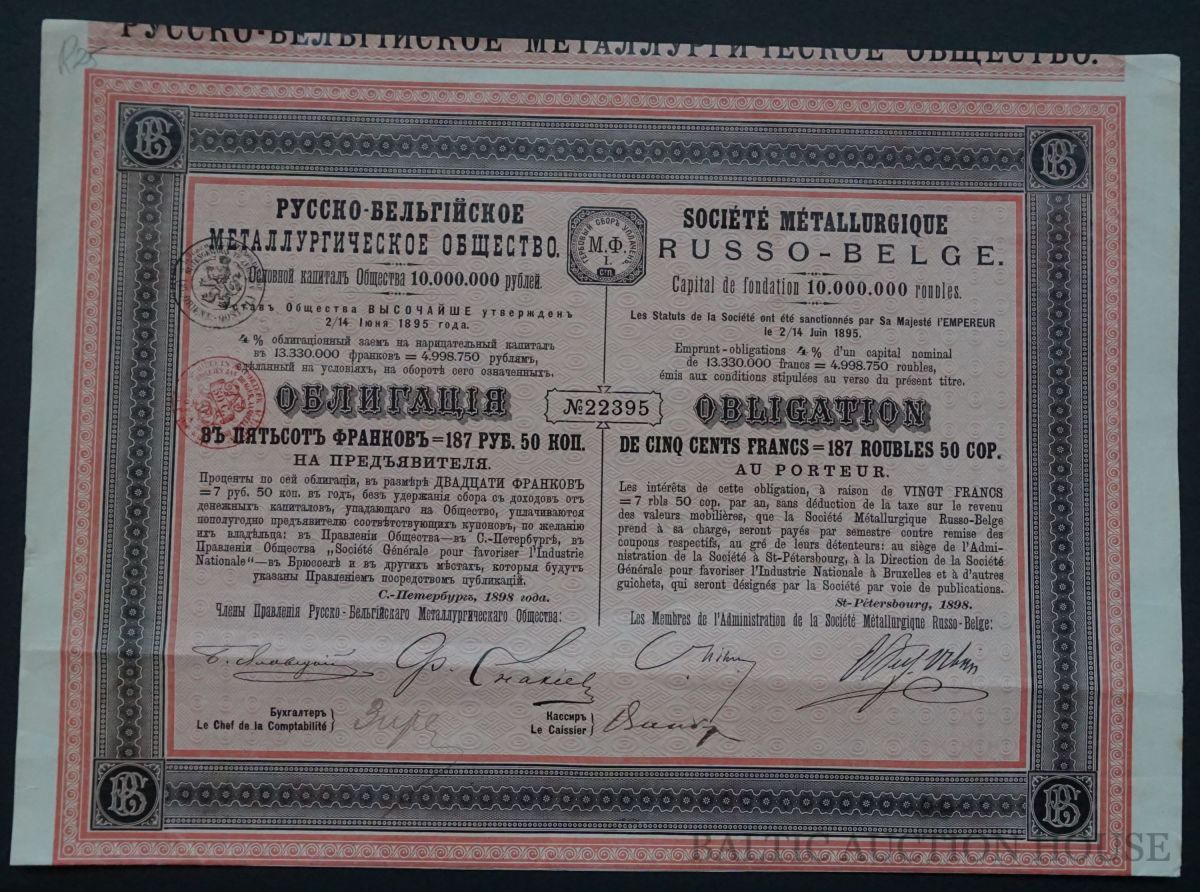 РУССКО-БЕЛЬГІЙСКОЕ МЕТАЛЛУРГИЧЕСКОЕ ОБЩЕСТВО.
РУССКО-БЕЛЬГІЙСКОЕ
МЕТАЛЛУРГИЧЕСКОЕ ОБЩЕСТВО.
Основной капиталъ Общества 10.000.000 рублей.
Уставъ Общества ВЫСОЧАЙШЕ утвержденъ
2/14 Іюня 1895 года.
4 % облигаціонный заемъ на нарицательный капиталъ
въ 13.330.000 франковъ = 4.998.750 рублямъ,
сдѣланный на условіяхъ, на оборотѣ сего означенныхъ.
ОБЛИГАЦІЯ
ВЪ ПЯТЬСОТЪ ФРАНКОВЪ = 187 РУБ. 50 КОП.
НА ПРЕДЪЯВИТЕЛЯ.
Проценты по сей облигаціи, въ размѣрѣ ДВАДЦАТИ ФРАНКОВЪ
= 7 руб. 50 коп. въ годъ, безъ удержанія сбора съ доходовъ отъ
денежныхъ капиталовъ, упадающаго на Общество, уплачиваются
пополугодно предъявителю соотвѣтствующихъ купоновъ, по желанію
ихъ владѣльца: въ Правленіи Общества—въ С.-Петербургѣ, въ
Правленіи Общества „Société Générale pour favoriser l'Industrie
Nationale"—въ Брюсселѣ и въ другихъ мѣстахъ, которыя будутъ
указаны Правленіемъ посредствомъ публикацій.
С.-Петербургъ, 1898 года.
Члены Правленія Русско-Бельгійскаго Металлургическаго Общества:
Бухгалтеръ
Le Chef de la Comptabilité
ГЕРБОВЫЙ СБОРЪ УПЛАЧЕНЪ
М.Ф.
I.
СТП.
№22395
SOCIÉTÉ MÉTALLURGIQUE
RUSSO-BELGE.
Capital de fondation 10.000.000 roubles.
Les Statuts de la Société ont été sanctionnés par Sa Majesté l'EMPEREUR
le 2/14 Juin 1895.
Emprunt-obligations 4 % d'un capital nominal
de 13.330.000 francs = 4.998.750 roubles,
émis aux conditions stipulées au verso du présent titre.
OBLIGATION
DE CINQ CENTS FRANCS = 187 ROUBLES 50 COP.
AU PORTEUR.
Les intérêts de cette obligation, à raison de VINGT FRANCS
= 7 rbls 50 cop. par an, sans déduction de la taxe sur le revenu
des valeurs mobilières, que la Société Métallurgique Russo-Belge
prend à sa charge, seront payés par semestre contre remise des
coupons respectifs, au gré de leurs détenteurs: au siège de l'Admi-
nistration de la Société à St-Pétersbourg, à la Direction de la Société
Générale pour favoriser l'Industrie Nationale à Bruxelles et à d'autres
guichets, qui seront désignés par la Société par voie de publications.
St-Pétersbourg, 1898.
Les Membres de l'Administration de la Société Métallurgique Russo-Belge:
Кассиръ
Le Caissier
BALTIC AUCTION HOUSE